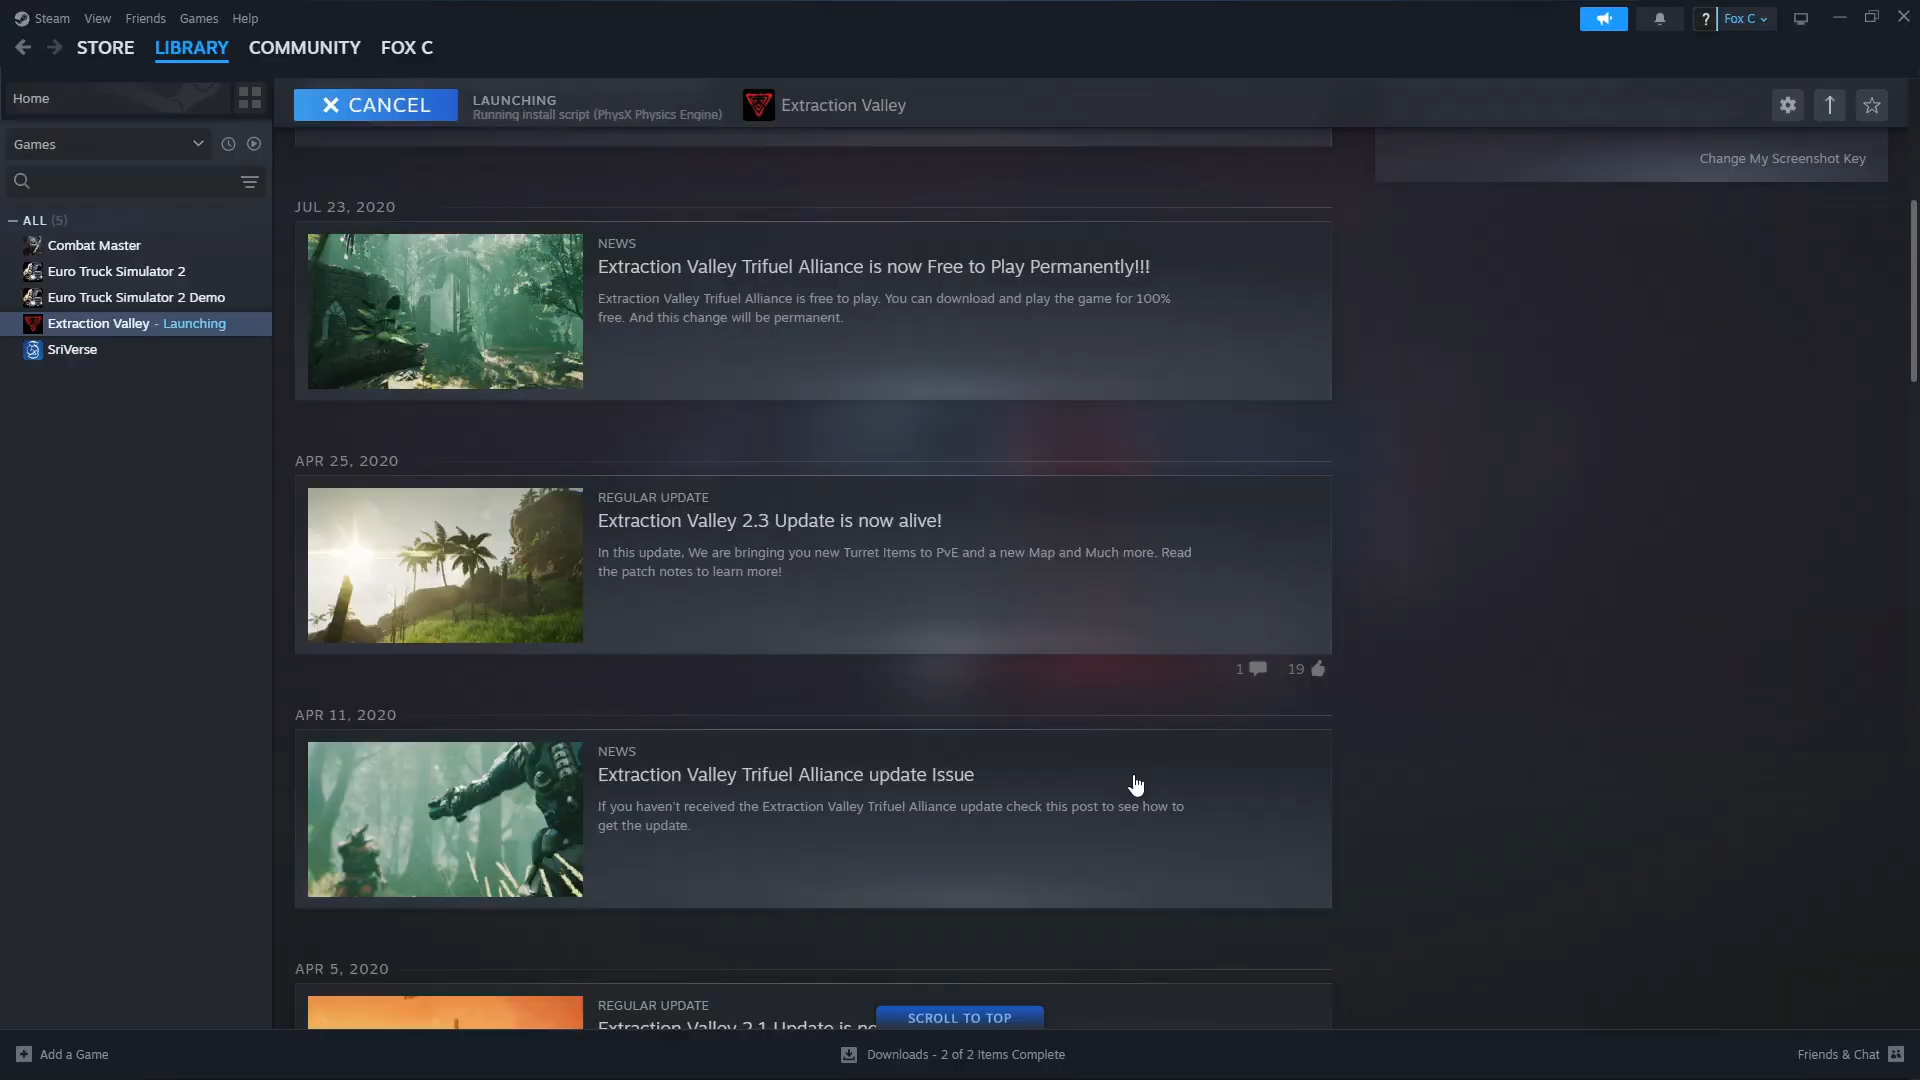 Steam View Friends Games Help
? Fox C
STORE LIBRARY COMMUNITY FOX C
Home
CANCEL
LAUNCHING
Running install script (PhysX Physics Engine)
Extraction Valley
Games
Change My Screenshot Key
ALL (5)
Combat Master
Euro Truck Simulator 2
Euro Truck Simulator 2 Demo
Extraction Valley - Launching
SriVerse
JUL 23, 2020
NEWS
Extraction Valley Trifuel Alliance is now Free to Play Permanently!!!
Extraction Valley Trifuel Alliance is free to play. You can download and play the game for 100%
free. And this change will be permanent.
APR 25, 2020
REGULAR UPDATE
Extraction Valley 2.3 Update is now alive!
In this update, We are bringing you new Turret Items to PvE and a new Map and Much more. Read
the patch notes to learn more!
1 19
APR 11, 2020
NEWS
Extraction Valley Trifuel Alliance update Issue
If you haven't received the Extraction Valley Trifuel Alliance update check this post to see how to
get the update.
APR 5, 2020
REGULAR UPDATE
Extraction Valley 2.1 Update is
SCROLL TO TOP
Add a Game
Downloads - 2 of 2 Items Complete
Friends & Chat